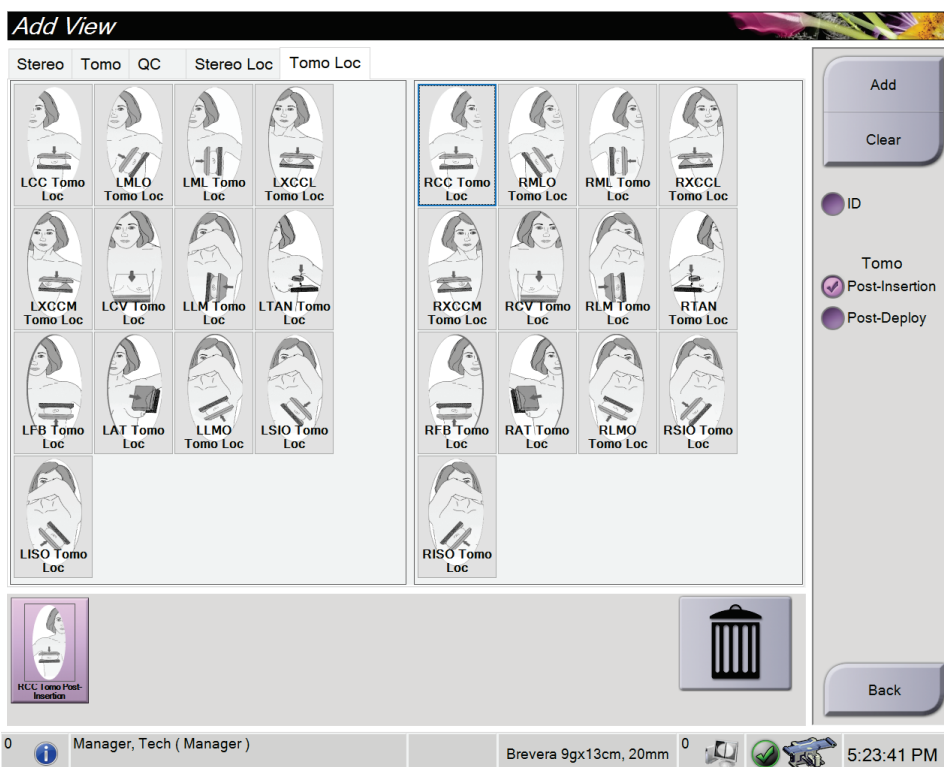 Add View
Stereo Tomo QC Stereo Loc Tomo Loc
LCC Tomo
Loc
LMLO
Tomo Loc
LML Tomo
Loc
LXCCL
Tomo Loc
RCC Tomo
Loc
RMLO
Tomo Loc
RML Tomo
Loc
RXCCL
Tomo Loc
LXCCM
Tomo Loc
LCV Tomo
Loc
LLM Tomo
Loc
LTAN Tomo
Loc
RXCCM
Tomo Loc
RCV Tomo
Loc
RLM Tomo
Loc
RTAN
Tomo Loc
LFB Tomo
Loc
LAT Tomo
Loc
LLMO
Tomo Loc
LSIO Tomo
Loc
RFB Tomo
Loc
RAT Tomo
Loc
RLMO
Tomo Loc
RSIO Tomo
Loc
LISO Tomo
Loc
RISO Tomo
Loc
Add
Clear
ID
Tomo
Post-Insertion
Post-Deploy
RCC Tomo Post-
Insertion
Back
0 Manager, Tech ( Manager ) Brevera 9gx13cm, 20mm 0 5:23:41 PM